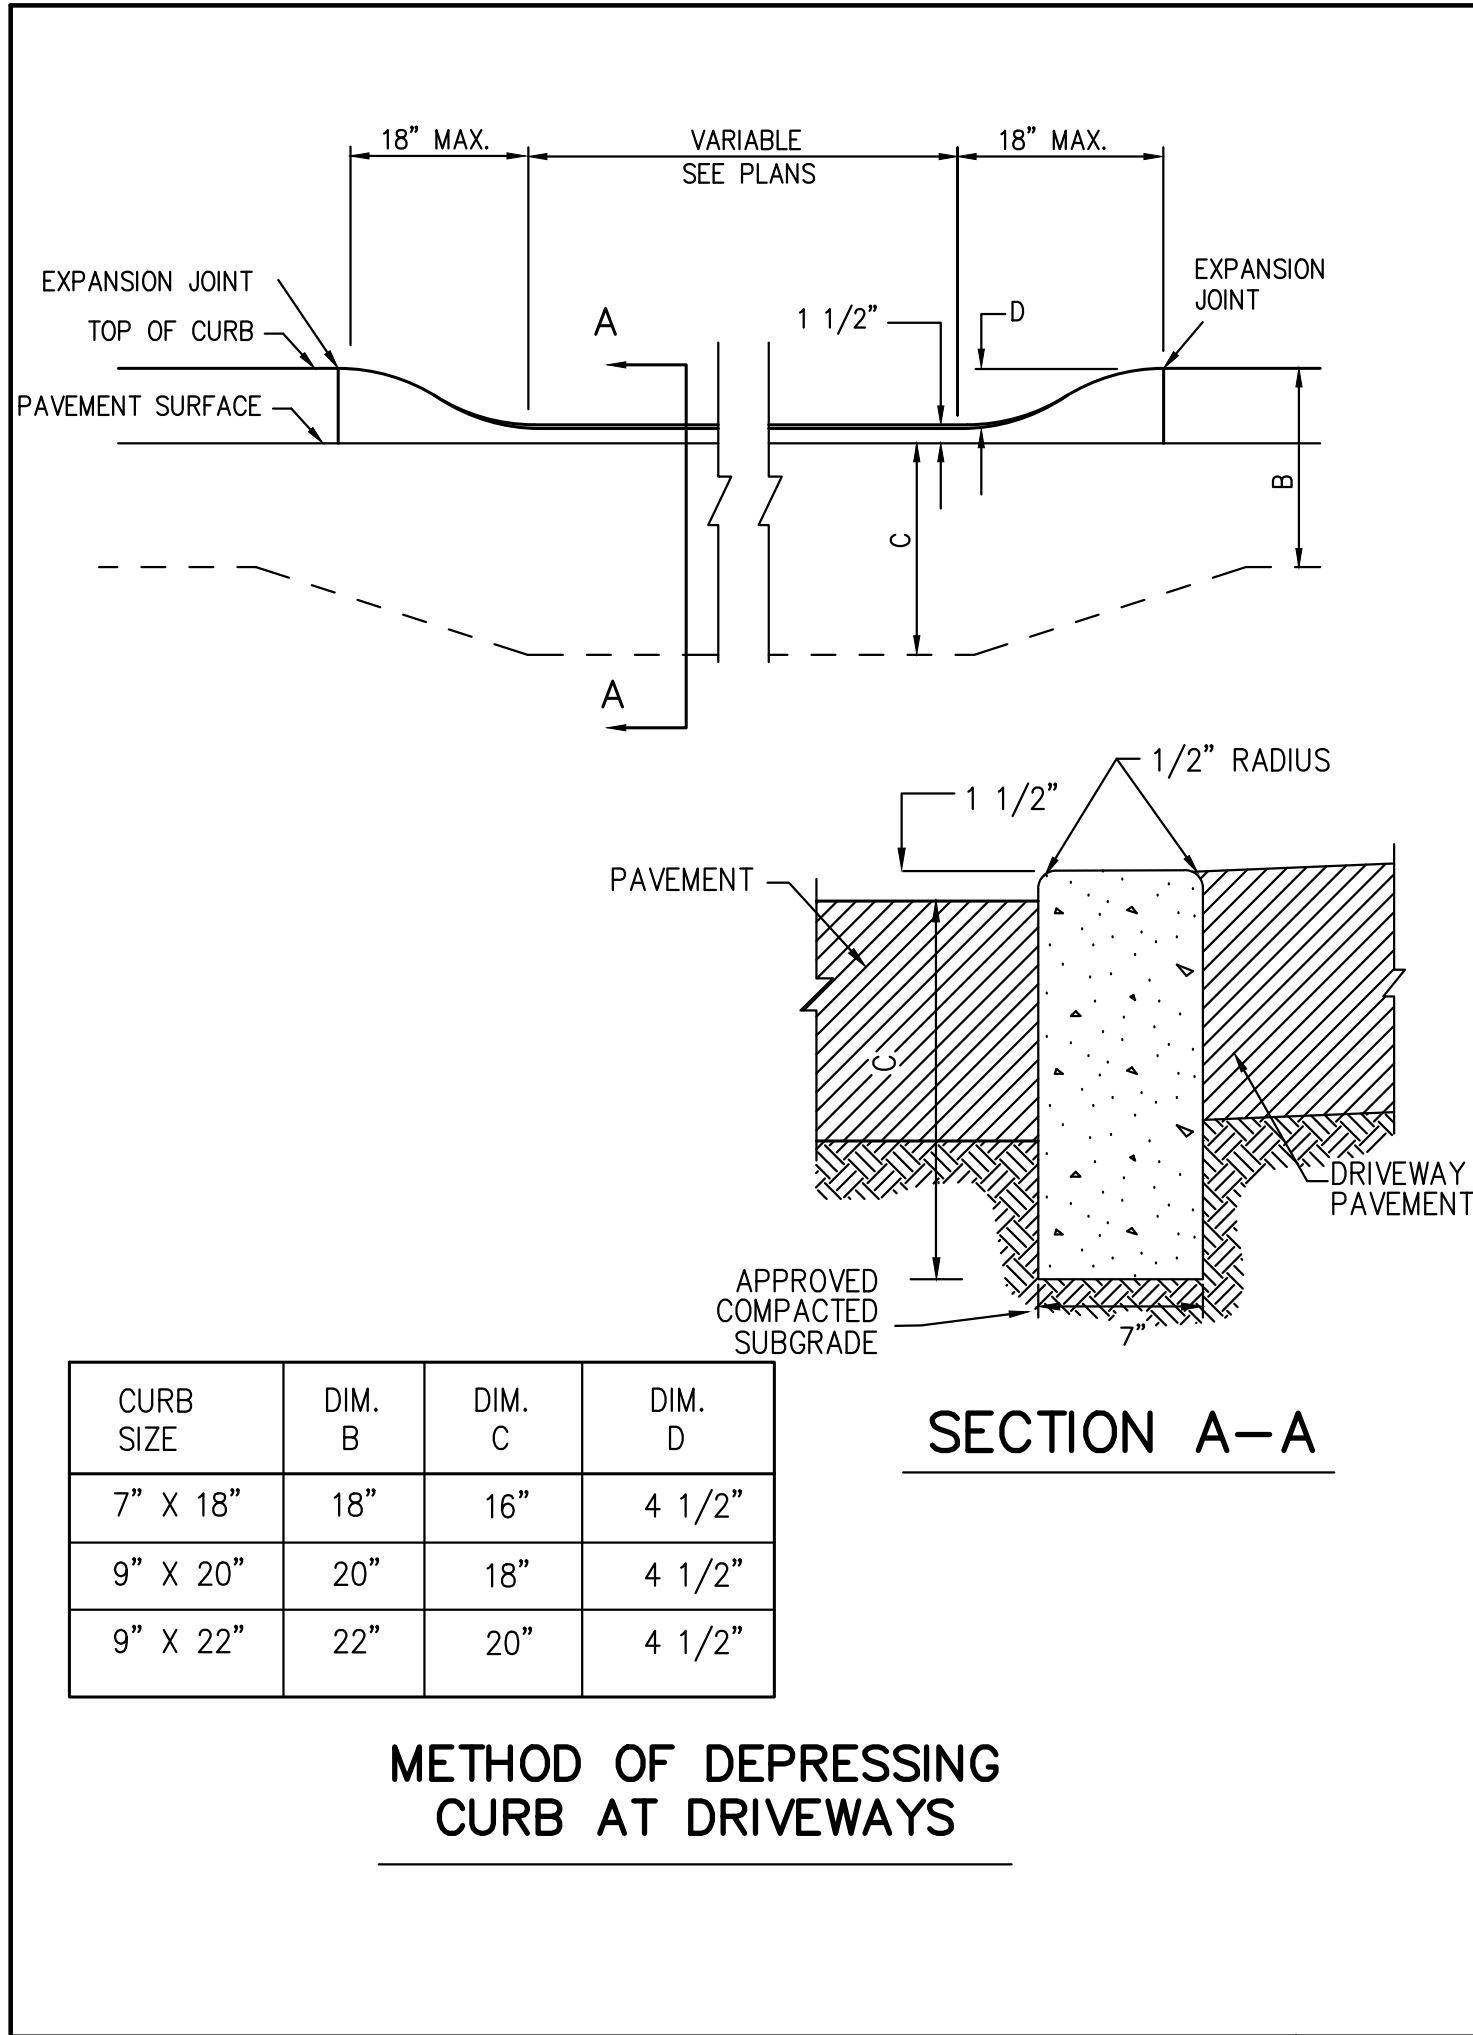 18” MAX.
VARIABLE
SEE PLANS
18” MAX.
EXPANSION JOINT
TOP OF CURB
PAVEMENT SURFACE
A
1 1/2”
D
EXPANSION
JOINT
B
C
A
1/2” RADIUS
1 1/2”
PAVEMENT
C
DRIVEWAY
PAVEMENT
APPROVED
COMPACTED
SUBGRADE
7”
SECTION A-A
CURB SIZE DIM. B DIM. C DIM. D
7” X 18” 18” 16” 4 1/2”
9” X 20” 20” 18” 4 1/2”
9” X 22” 22” 20” 4 1/2”
METHOD OF DEPRESSING
CURB AT DRIVEWAYS